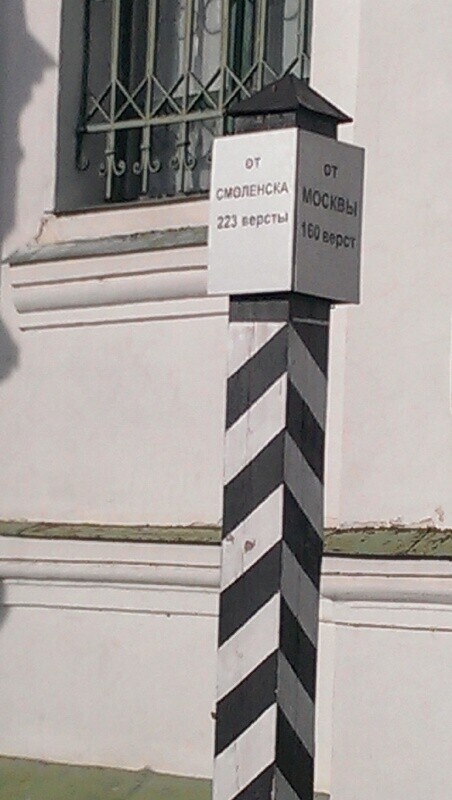 от
СМОЛЕНСКА
223 версты
от
МОСКВЫ
160 верст